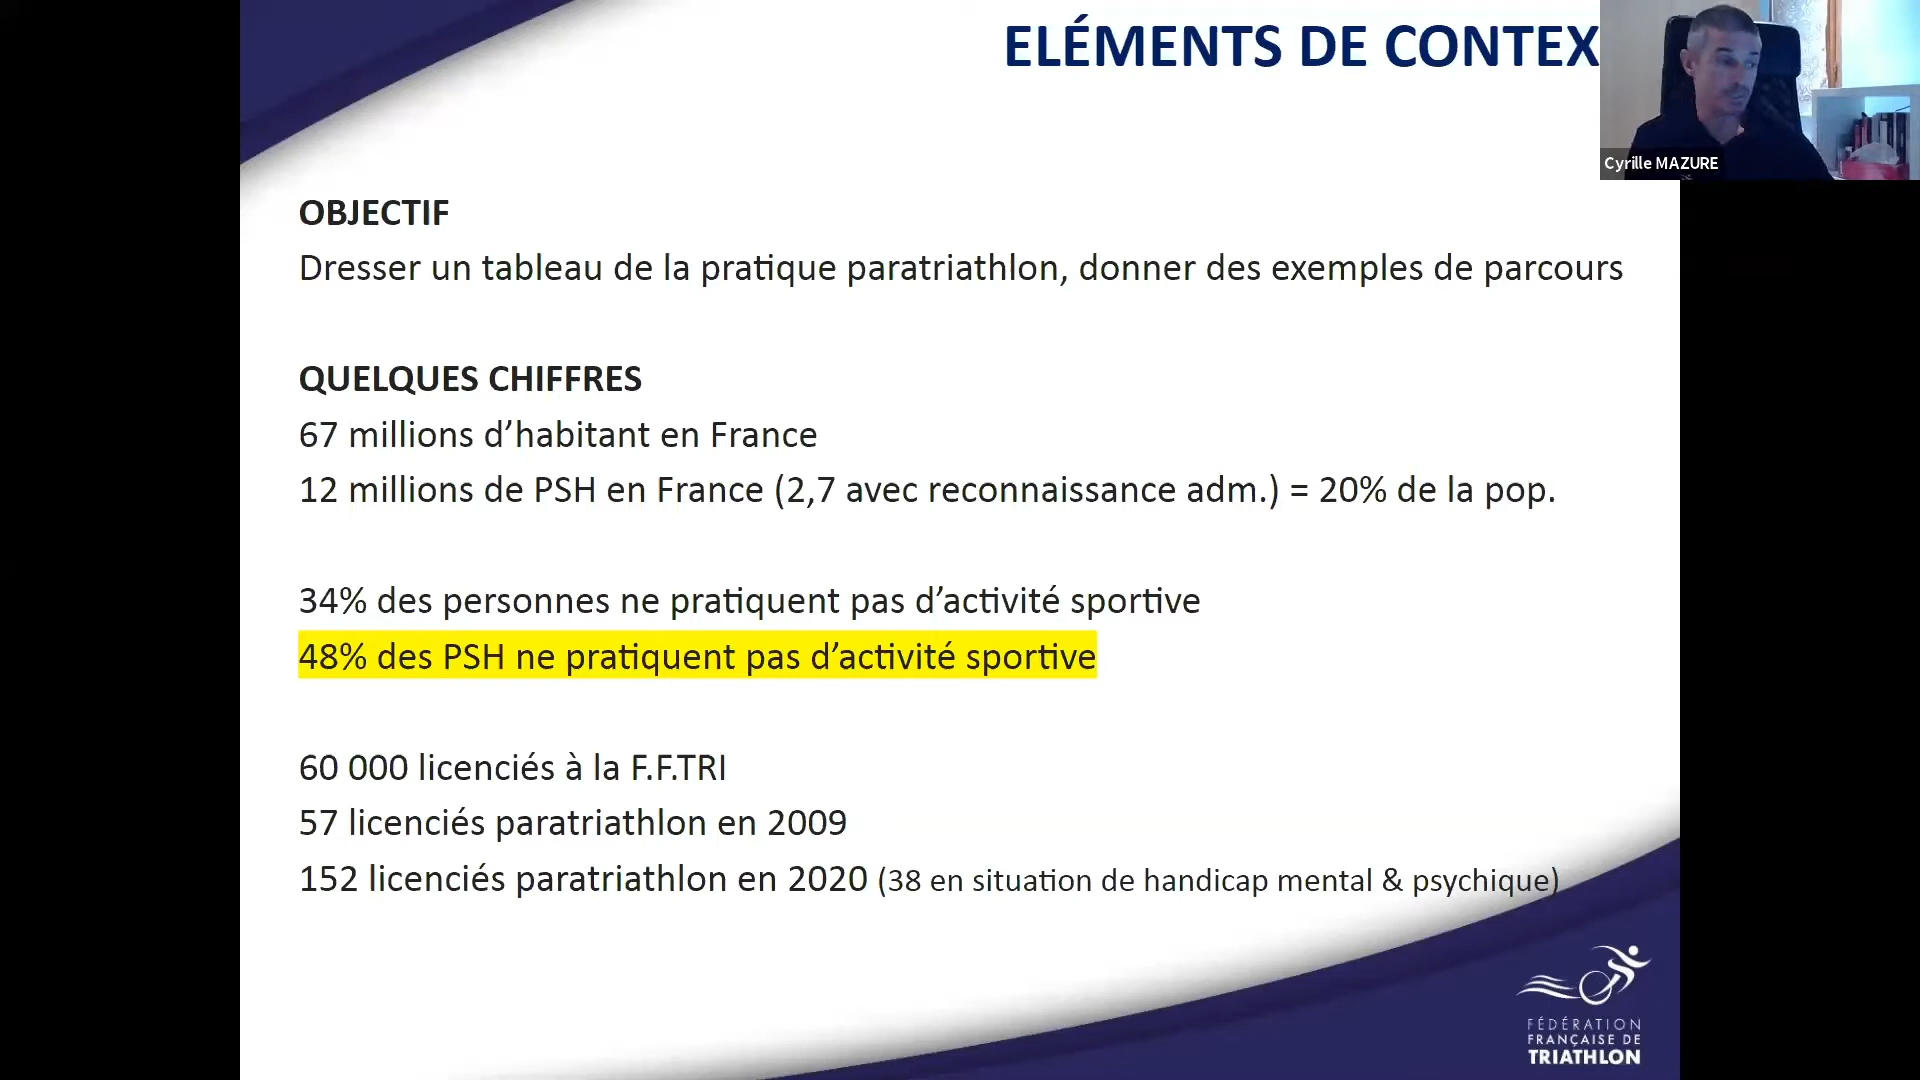 ELÉMENTS DE CONTEX
Cyrille MAZURE
OBJECTIF
Dresser un tableau de la pratique paratriathlon, donner des exemples de parcours
QUELQUES CHIFFRES
67 millions d’habitant en France
12 millions de PSH en France (2,7 avec reconnaissance adm.) = 20% de la pop.
34% des personnes ne pratiquent pas d’activité sportive
48% des PSH ne pratiquent pas d’activité sportive
60 000 licenciés à la F.F.TRI
57 licenciés paratriathlon en 2009
152 licenciés paratriathlon en 2020 (38 en situation de handicap mental & psychique)
FÉDÉRATION
FRANÇAISE DE
TRIATHLON